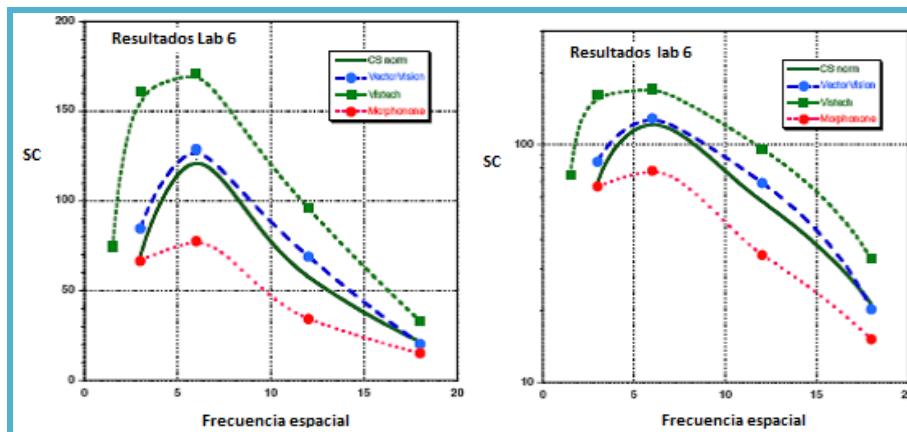 Resultados Lab 6
CS norm
VectorVision
Vistech
Morphonone
SC
200
150
100
50
0
0
5
10
15
20
Frecuencia espacial
Resultados lab 6
CS norm
VectorVision
Vistech
Morphonone
SC
100
10
0
5
10
15
20
Frecuencia espacial